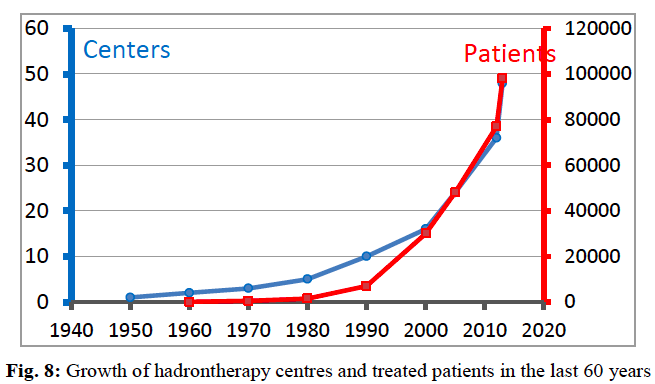 60 120000
Centers Patients
50 100000
40 80000
30 60000
20 40000
10 20000
0 0
1940 1950 1960 1970 1980 1990 2000 2010 2020
Fig. 8: Growth of hadrontherapy centres and treated patients in the last 60 years